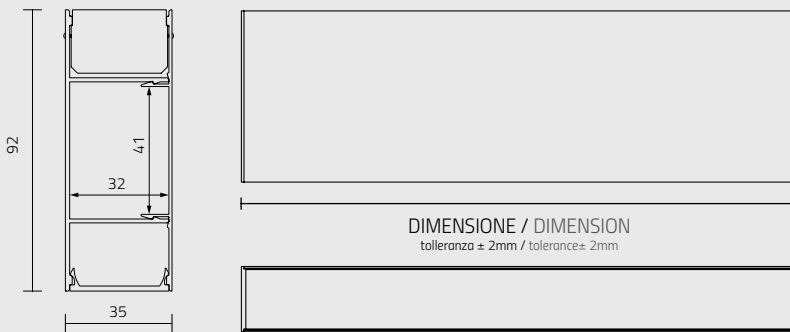 92
41
32
35
DIMENSIONE / DIMENSION
tolleranza ± 2mm / tolerance± 2mm